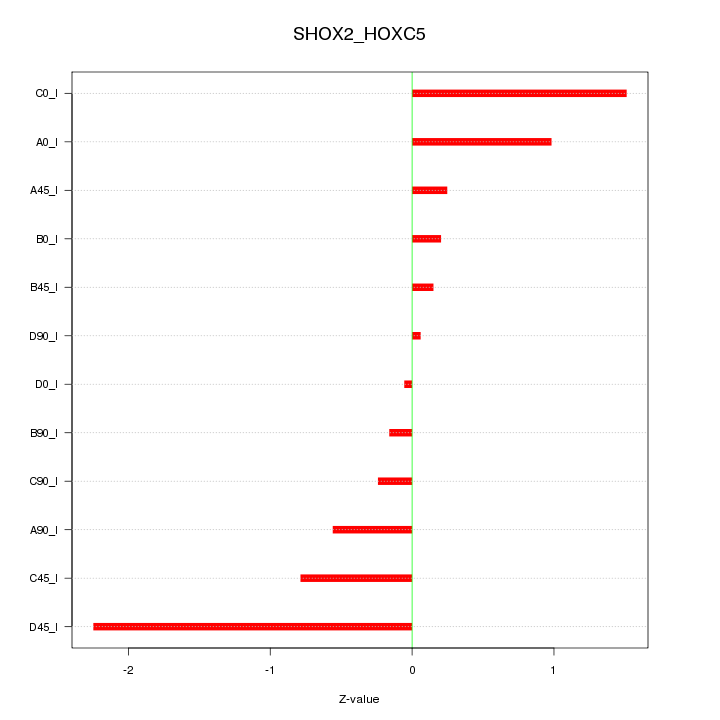 SHOX2_HOXC5
C0_I
A0_I
A45_I
B0_I
B45_I
D90_I
D0_I
B90_I
C90_I
A90_I
C45_I
D45_I
-2 -1 0 1
Z-value